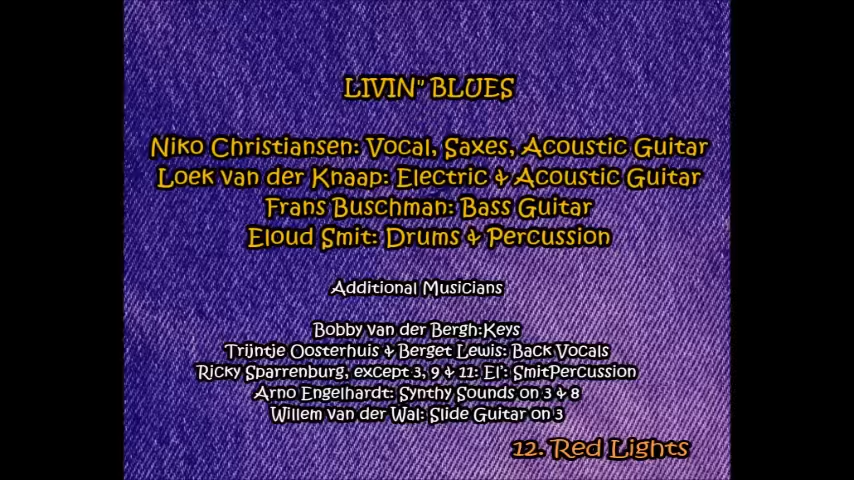 LIVIN" BLUES
Niko Christiansen: Vocal, Saxes, Acoustic Guitar
Loek van der Knaap: Electric & Acoustic Guitar
Frans Buschman: Bass Guitar
Eloud Smit: Drums & Percussion
Additional Musicians
Bobby van der Bergh:Keys
Trijntje Oosterhuis & Berget Lewis: Back Vocals
Ricky Sparrenburg, except 3, 9 & 11: El': SmitPercussion
Arno Engelhardt: Synthy Sounds on 3 & 8
Willem van der Wal: Slide Guitar on 3
12. Red Lights